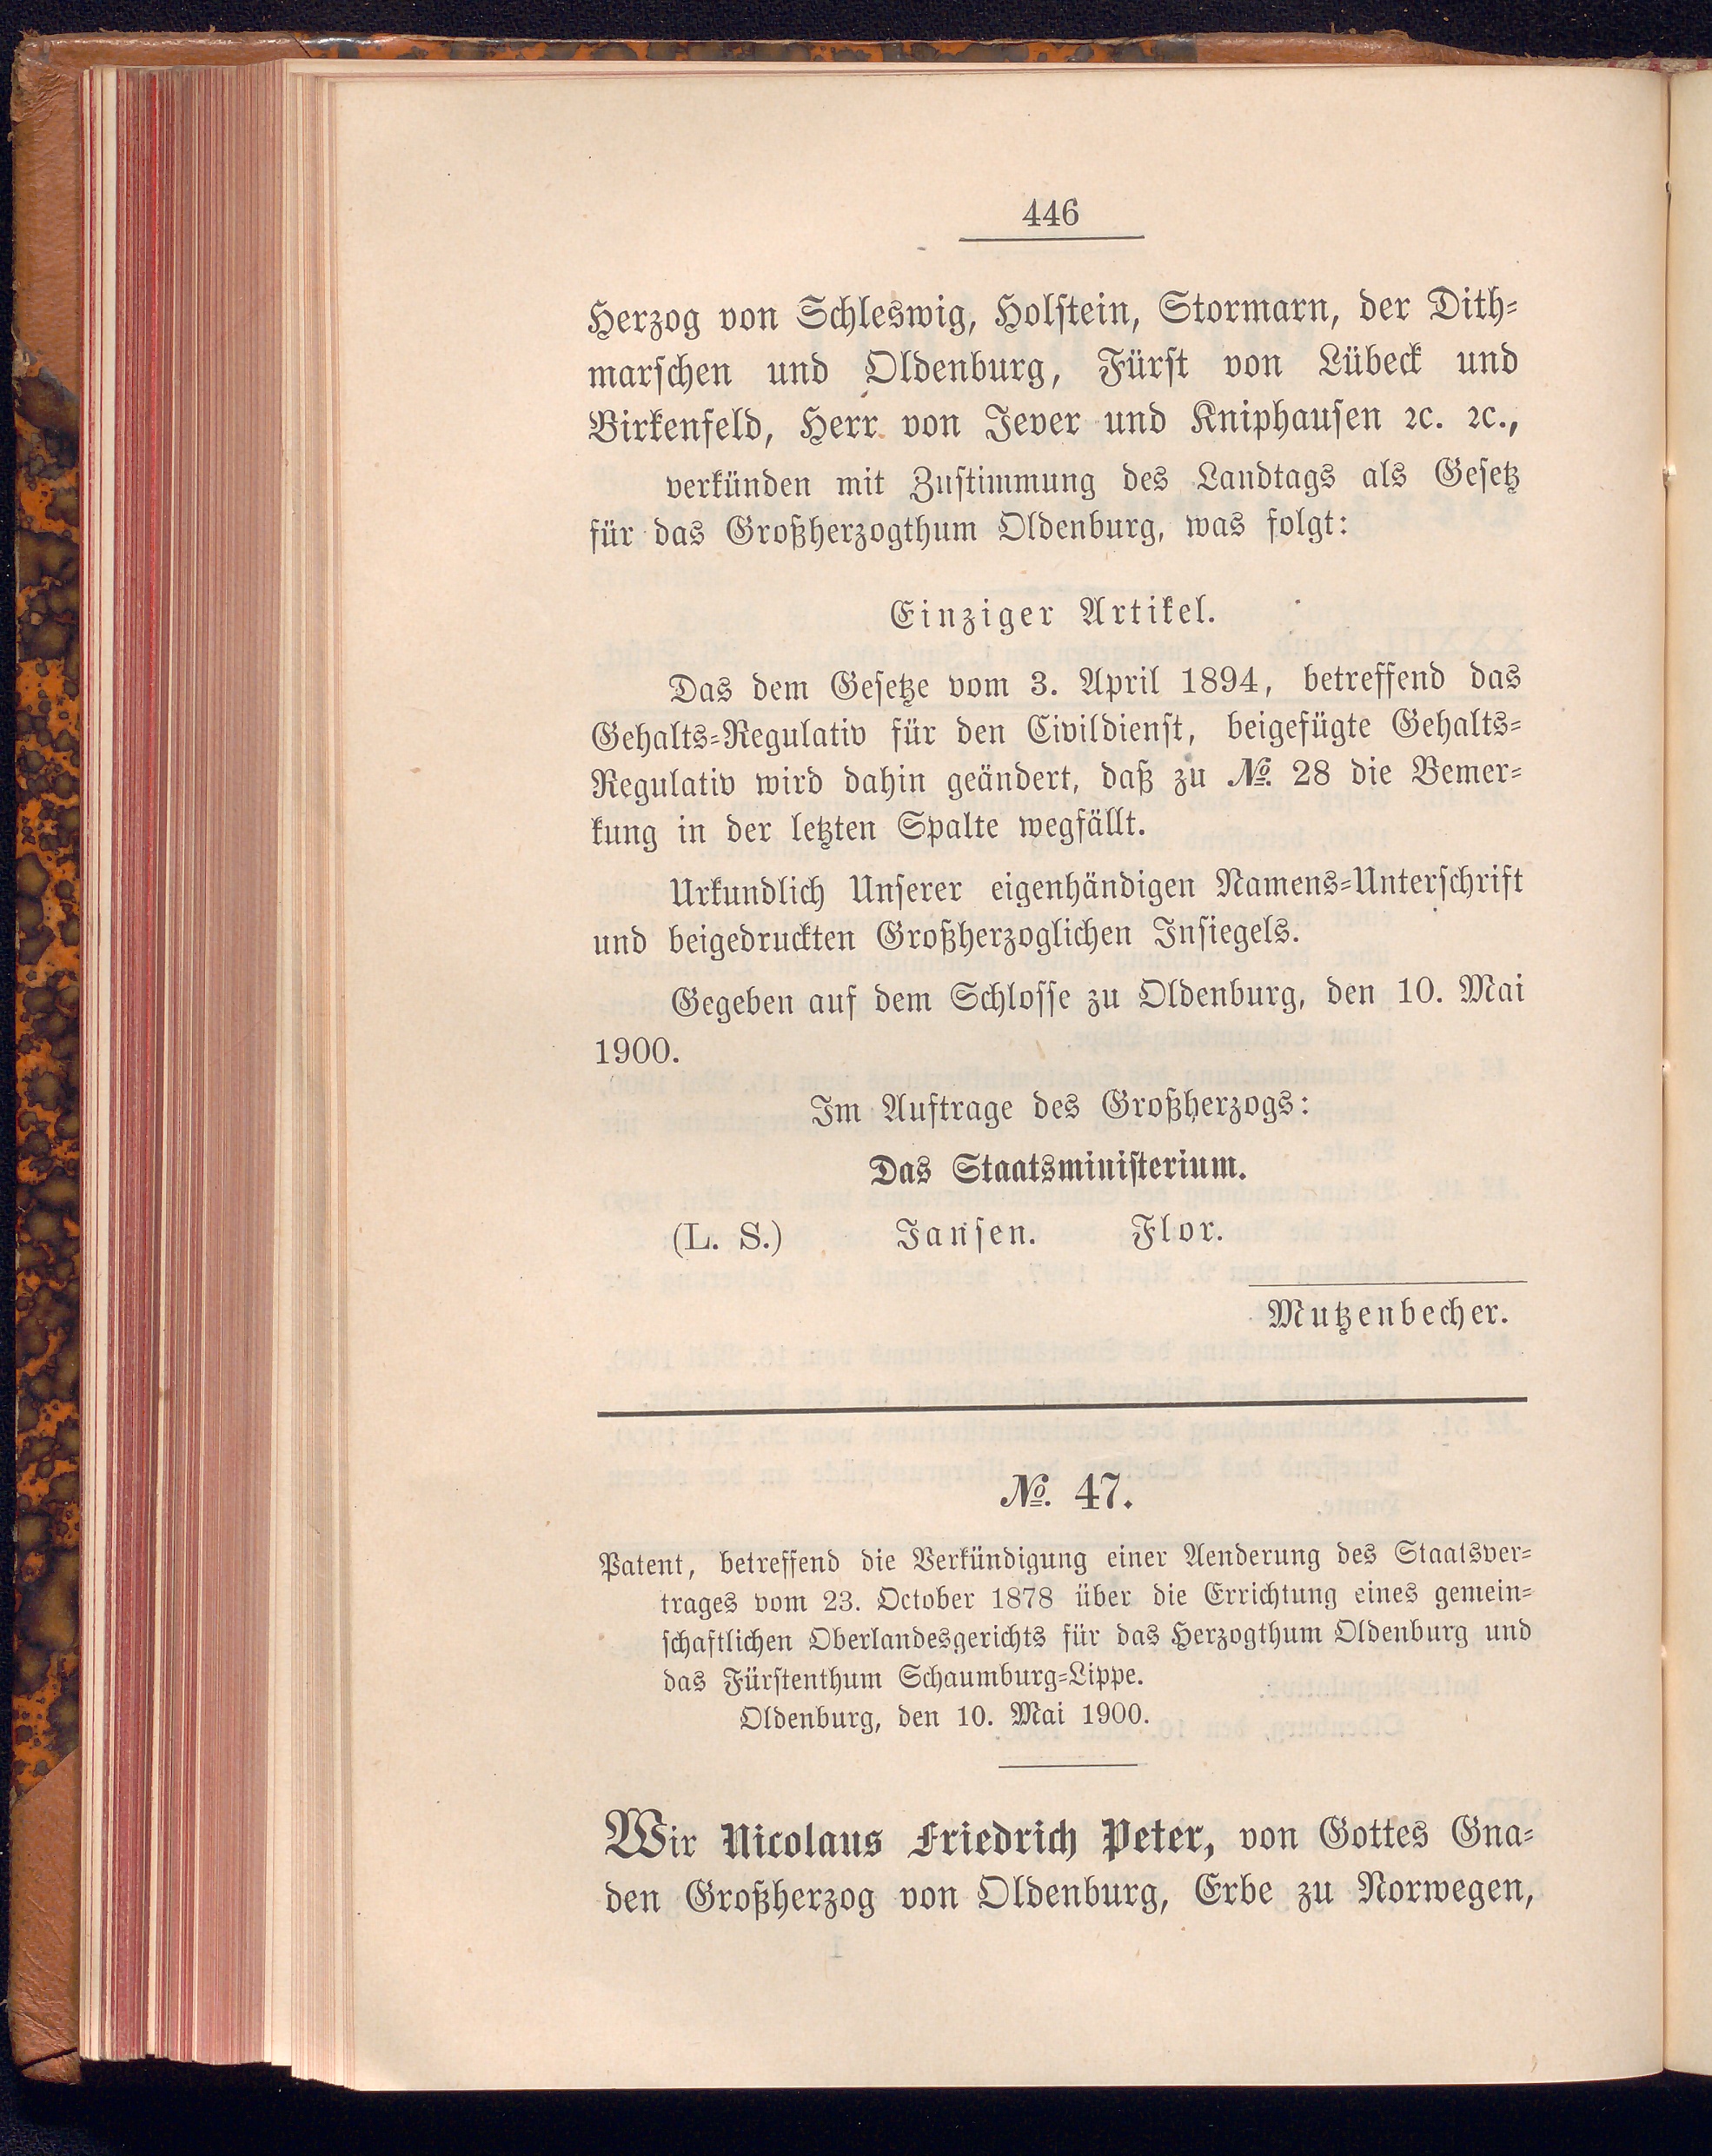 446
Herzog von Schleswig, Holstein, Stormarn, der Dith-
marschen und Oldenburg, Fürst von Lübeck und
Birkenfeld, Herr von Jever und Kniphausen ꝛc. ꝛc.,
verkünden mit Zustimmung des Landtags als Gesetz
für das Großherzogthum Oldenburg, was folgt:
Einziger Artikel.
Das dem Gesetze vom 3. April 1894, betreffend das
Gehalts-Regulativ für den Civildienst, beigefügte Gehalts-
Regulativ wird dahin geändert, daß zu №. 28 die Bemer-
kung in der letzten Spalte wegfällt.
Urkundlich Unserer eigenhändigen Namens-Unterschrift
und beigedruckten Großherzoglichen Insiegels.
Gegeben auf dem Schlosse zu Oldenburg, den 10. Mai
1900.
Im Auftrage des Großherzogs:
Das Staatsministerium.
(L. S.) Jansen. Flor.
Mutzenbecher.
№. 47.
Patent, betreffend die Verkündigung einer Aenderung des Staatsver-
trages vom 23. October 1878 über die Errichtung eines gemein-
schaftlichen Oberlandesgerichts für das Herzogthum Oldenburg und
das Fürstenthum Schaumburg-Lippe.
Oldenburg, den 10. Mai 1900.
Wir Nicolaus Friedrich Peter, von Gottes Gna-
den Großherzog von Oldenburg, Erbe zu Norwegen,